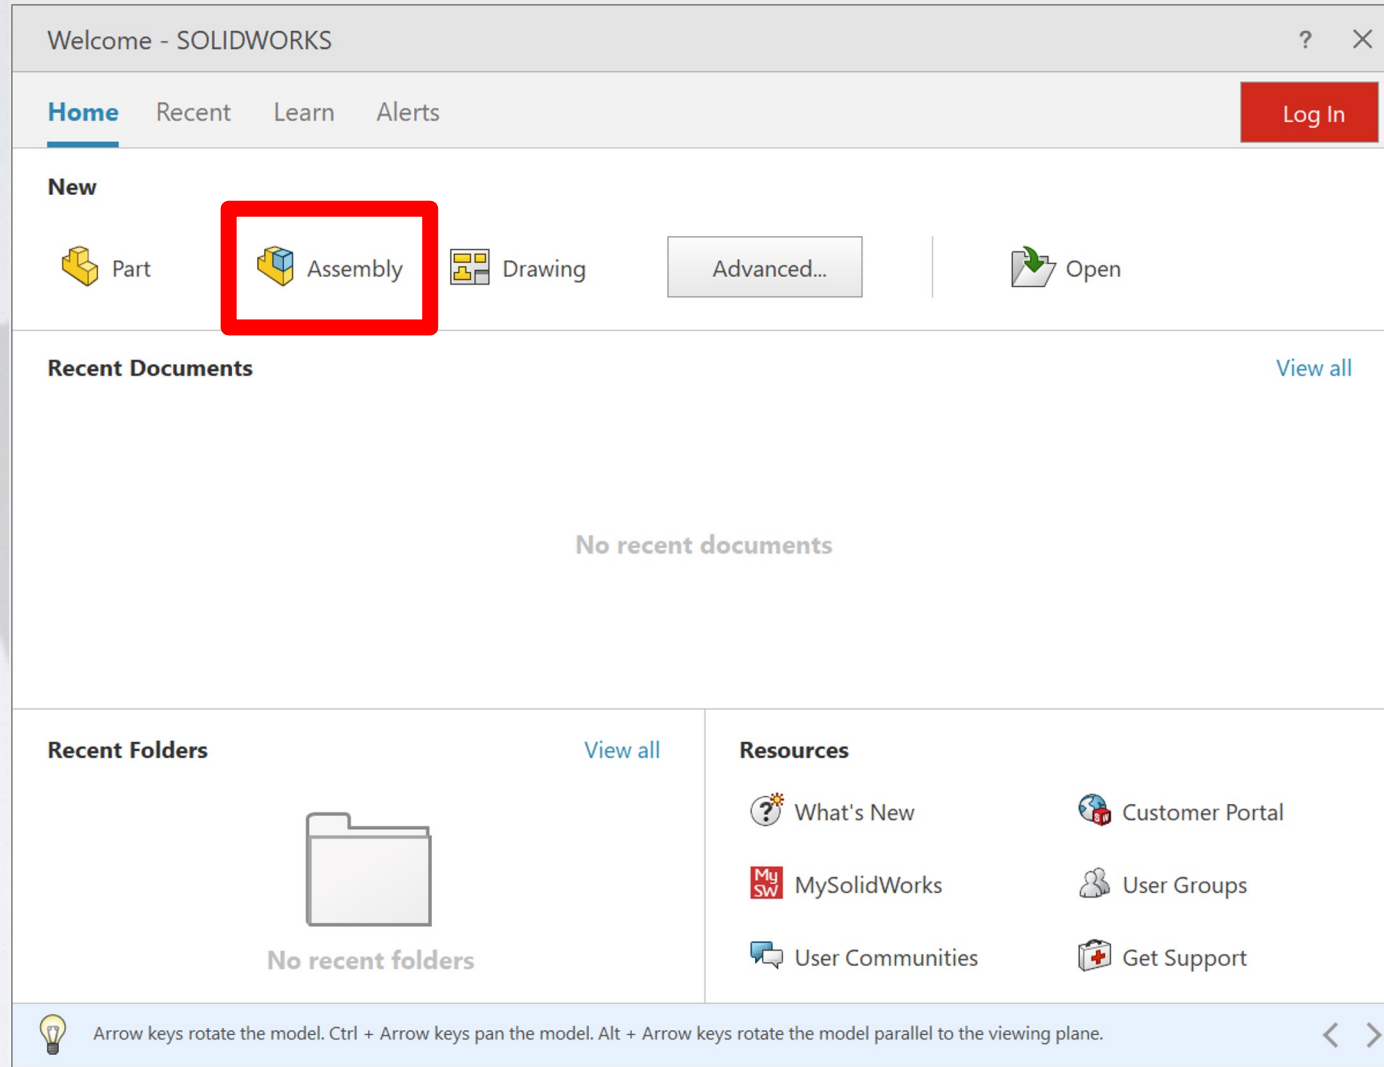 Welcome - SOLIDWORKS
?
Home Recent Learn Alerts
Log In
New
Part Assembly Drawing Advanced... Open
Recent Documents View all
No recent documents
Recent Folders View all
No recent folders
Resources
? What's New
Customer Portal
My SW MySolidWorks
User Groups
User Communities
Get Support
Arrow keys rotate the model. Ctrl + Arrow keys pan the model. Alt + Arrow keys rotate the model parallel to the viewing plane.